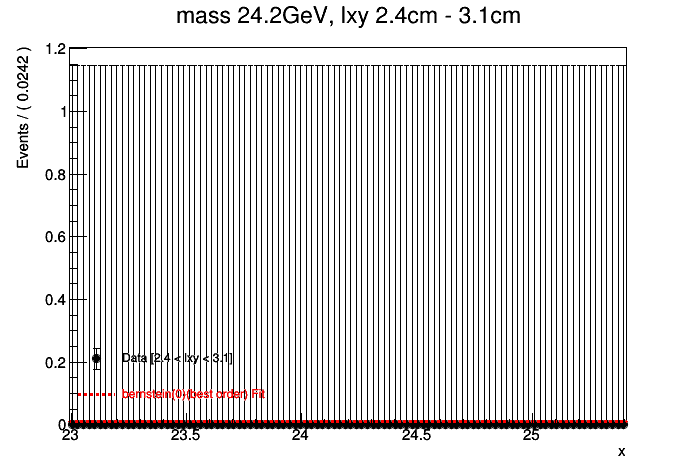 mass 24.2GeV, lxy 2.4cm - 3.1cm
Events / ( 0.0242 )
1.2
1
0.8
0.6
0.4
0.2
0
Data [2.4 < lxy < 3.1]
bernstein(0)(best order) Fit
23
23.5
24
24.5
25
x